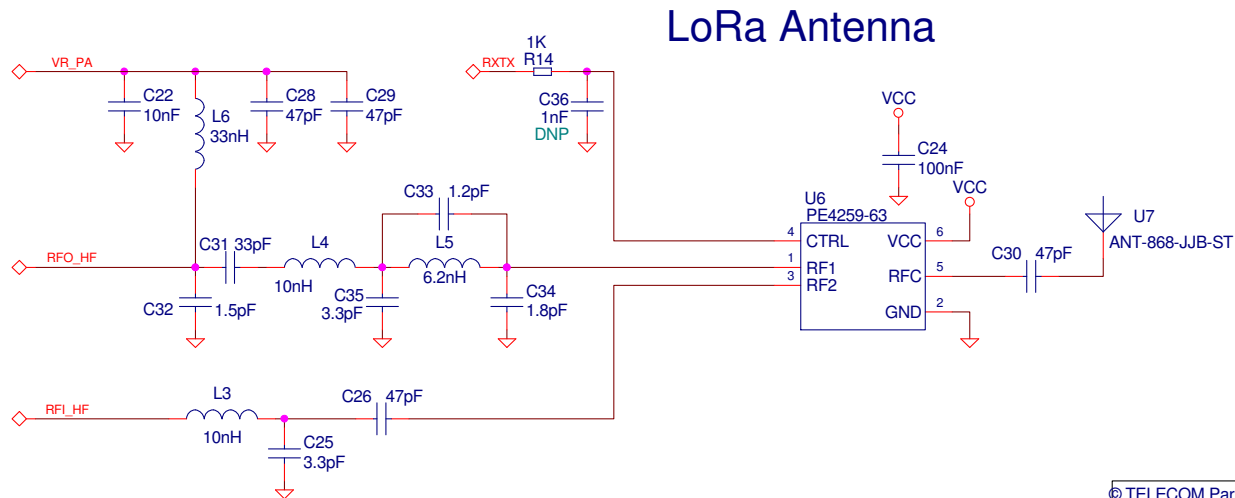 LoRa Antenna
VR_PA
C22
10nF
L6
33nH
C28
47pF
C29
47pF
RXTX
1K
R14
C36
1nF
DNP
VCC
C24
100nF
VCC
U6
PE4259-63
4
CTRL
1
RF1
3
RF2
VCC
6
RFC
5
GND
2
C30
47pF
U7
ANT-868-JJB-ST
RFO_HF
C31
33pF
C32
1.5pF
L4
10nH
C33
1.2pF
L5
6.2nH
C35
3.3pF
C34
1.8pF
RFI_HF
L3
10nH
C25
3.3pF
C26
47pF
© TELECOM Par